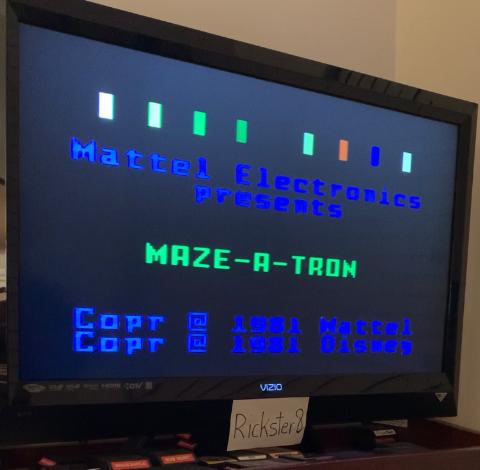 Mattel Electronics
presents
MAZE-A-TRON
Copr @ 1981 Mattel
Copr @ 1981 Disney
VIZIO
Rickster8